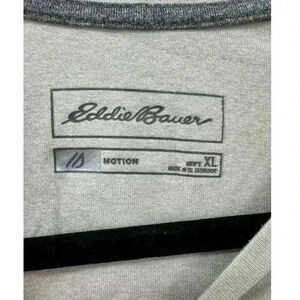 Eddie Bauer
MOTION
MEN'S XL
MADE IN EL SALVADOR